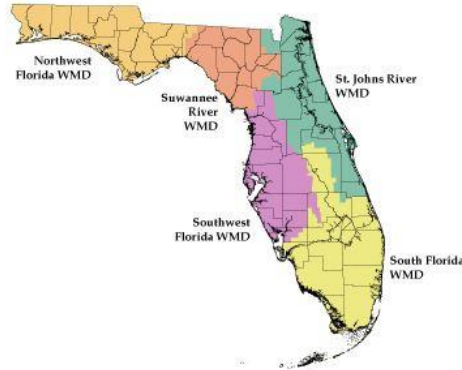 Northwest
Florida WMD
St. Johns River
WMD
Suwannee
River
WMD
Southwest
Florida WMD
South Florida
WMD